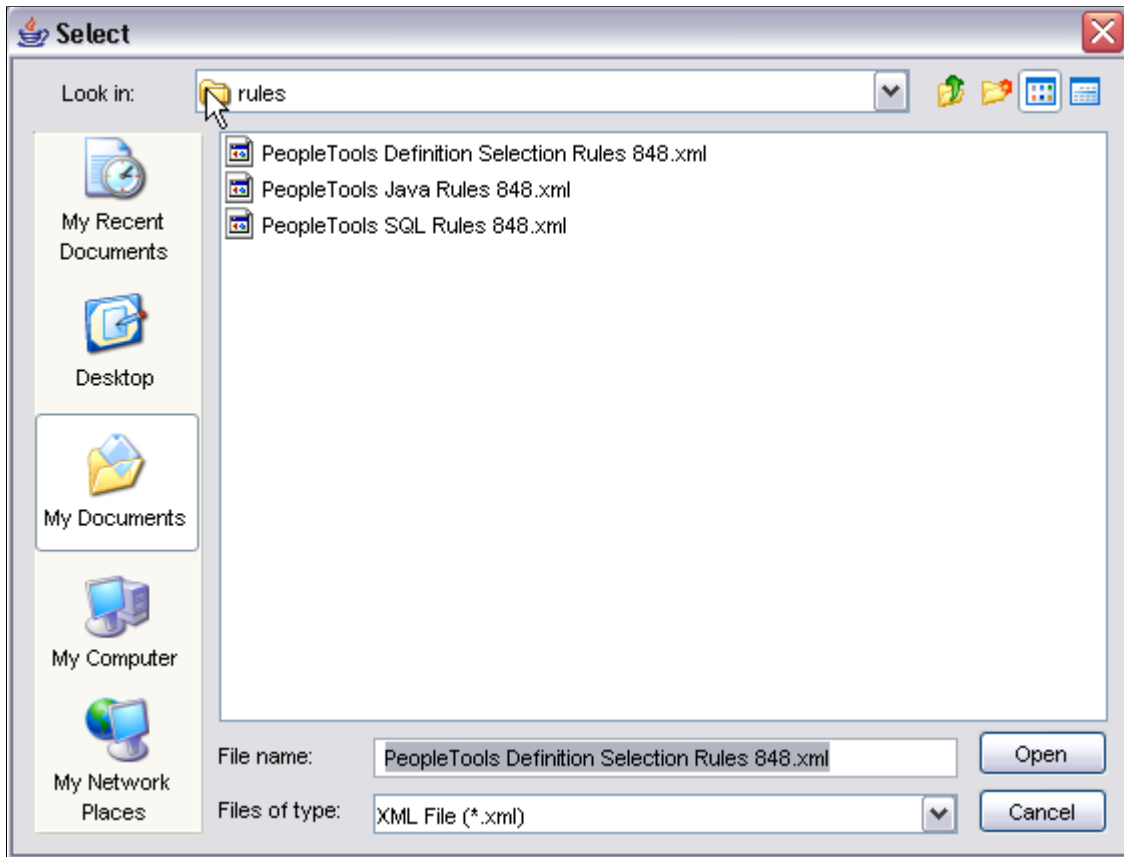 Select
Look in:
rules
PeopleTools Definition Selection Rules 848.xml
PeopleTools Java Rules 848.xml
PeopleTools SQL Rules 848.xml
My Recent
Documents
Desktop
My Documents
My Computer
My Network
Places
File name:
PeopleTools Definition Selection Rules 848.xml
Open
Files of type:
XML File (*.xml)
Cancel